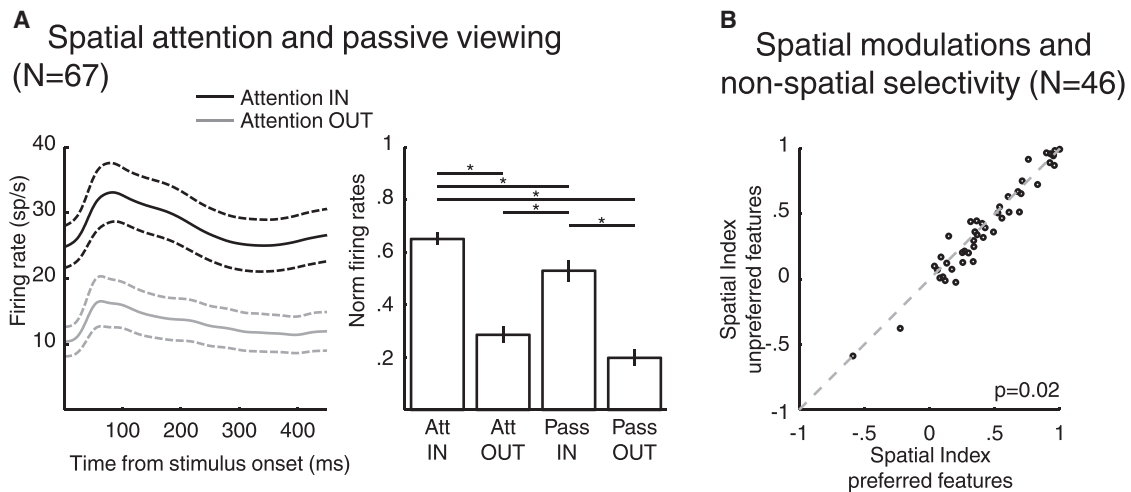 A
Spatial attention and passive viewing
(N=67)
Attention IN
Attention OUT
Firing rate (sp/s)
40
30
20
10
100 200 300 400
Time from stimulus onset (ms)
Norm firing rates
1
.8
.6
.4
.2
* 
*
*
*
*
Att
IN
Att
OUT
Pass
IN
Pass
OUT
B
Spatial modulations and
non-spatial selectivity (N=46)
Spatial Index
unpreferred features
1
.5
0
-.5
-1
p=0.02
-1 -.5 0 .5 1
Spatial Index
preferred features